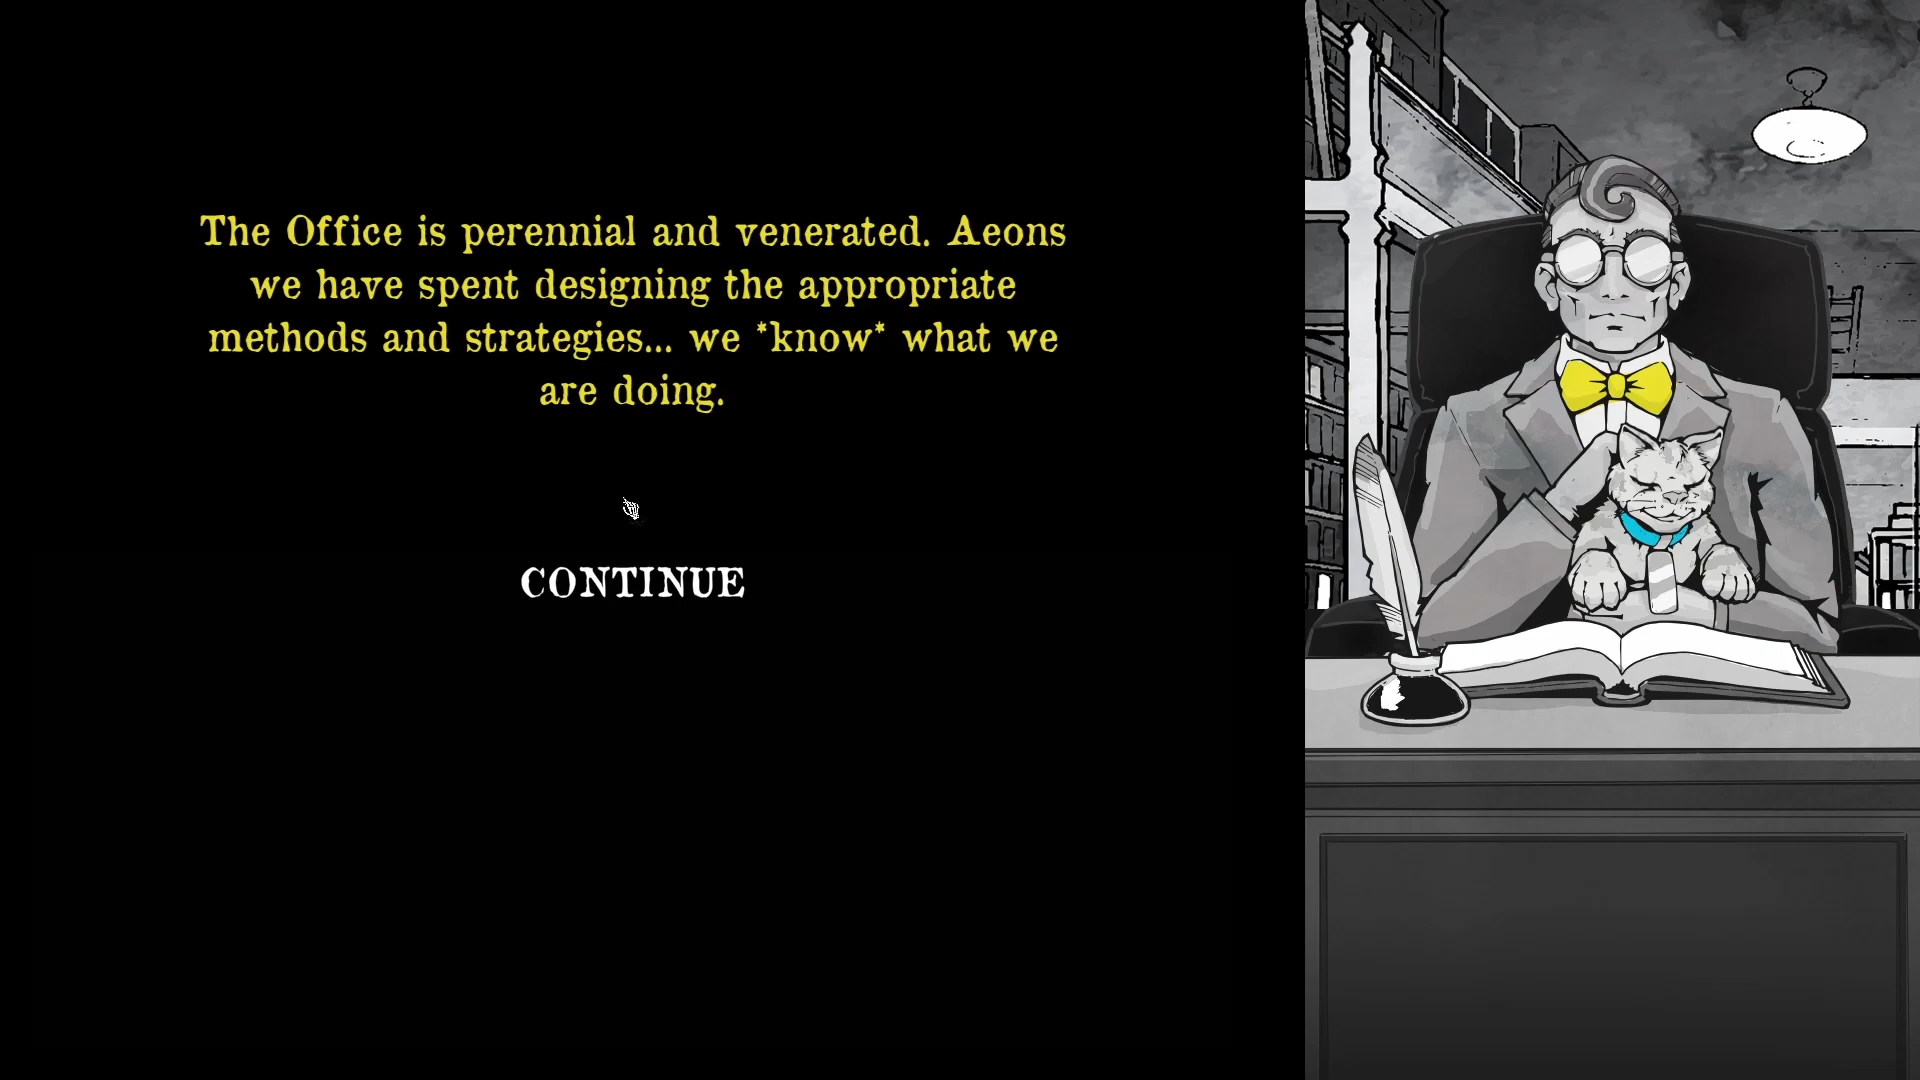 The Office is perennial and venerated. Aeons
we have spent designing the appropriate
methods and strategies... we *know* what we
are doing.
CONTINUE